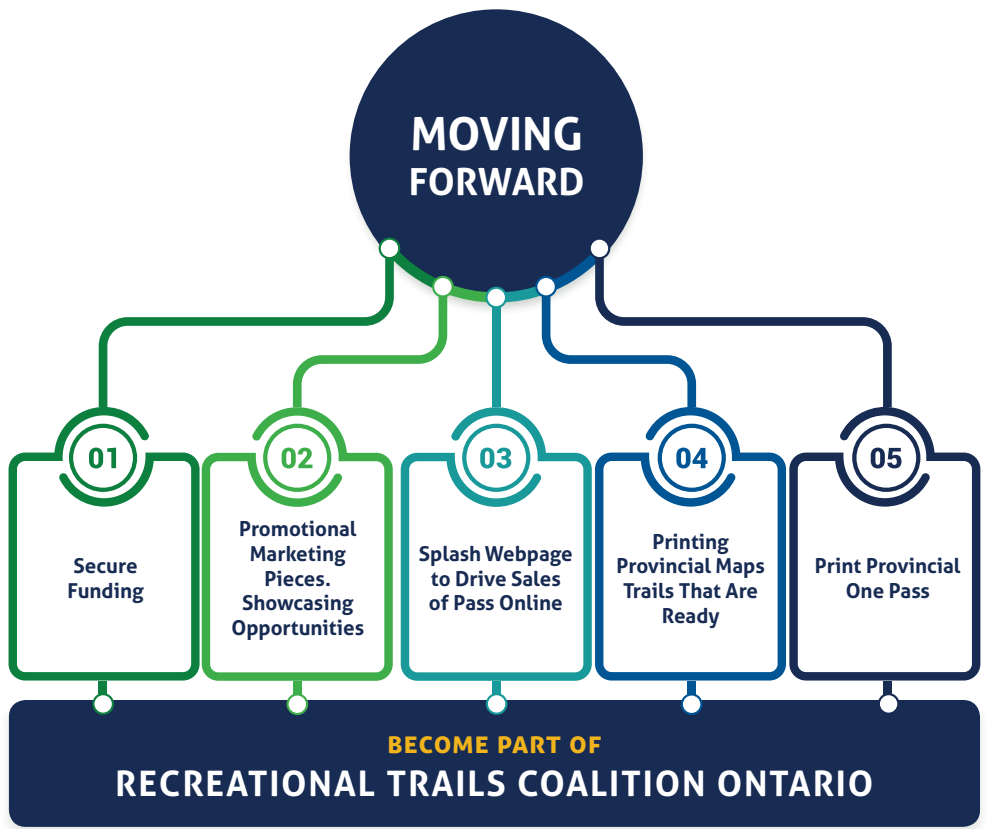 MOVING
FORWARD
01
Secure
Funding
02
Promotional
Marketing
Pieces.
Showcasing
Opportunities
03
Splash Webpage
to Drive Sales
of Pass Online
04
Printing
Provincial Maps
Trails That Are
Ready
05
Print Provincial
One Pass
BECOME PART OF
RECREATIONAL TRAILS COALITION ONTARIO